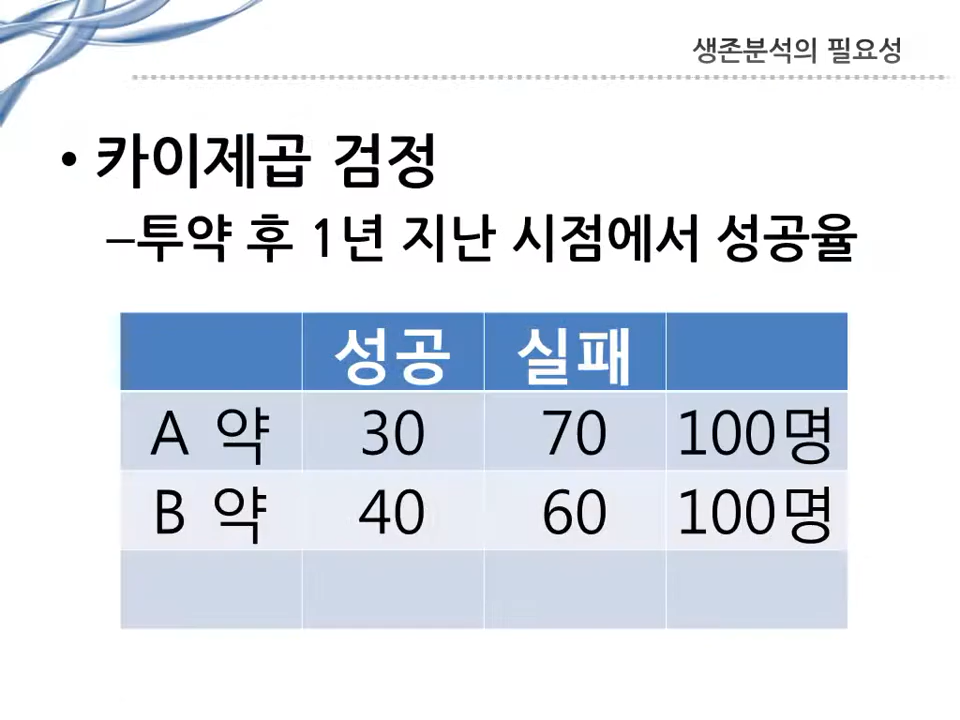 생존분석의 필요성
• 카이제곱 검정
–투약 후 1년 지난 시점에서 성공율
성공 실패
A 약 30 70 100명
B 약 40 60 100명